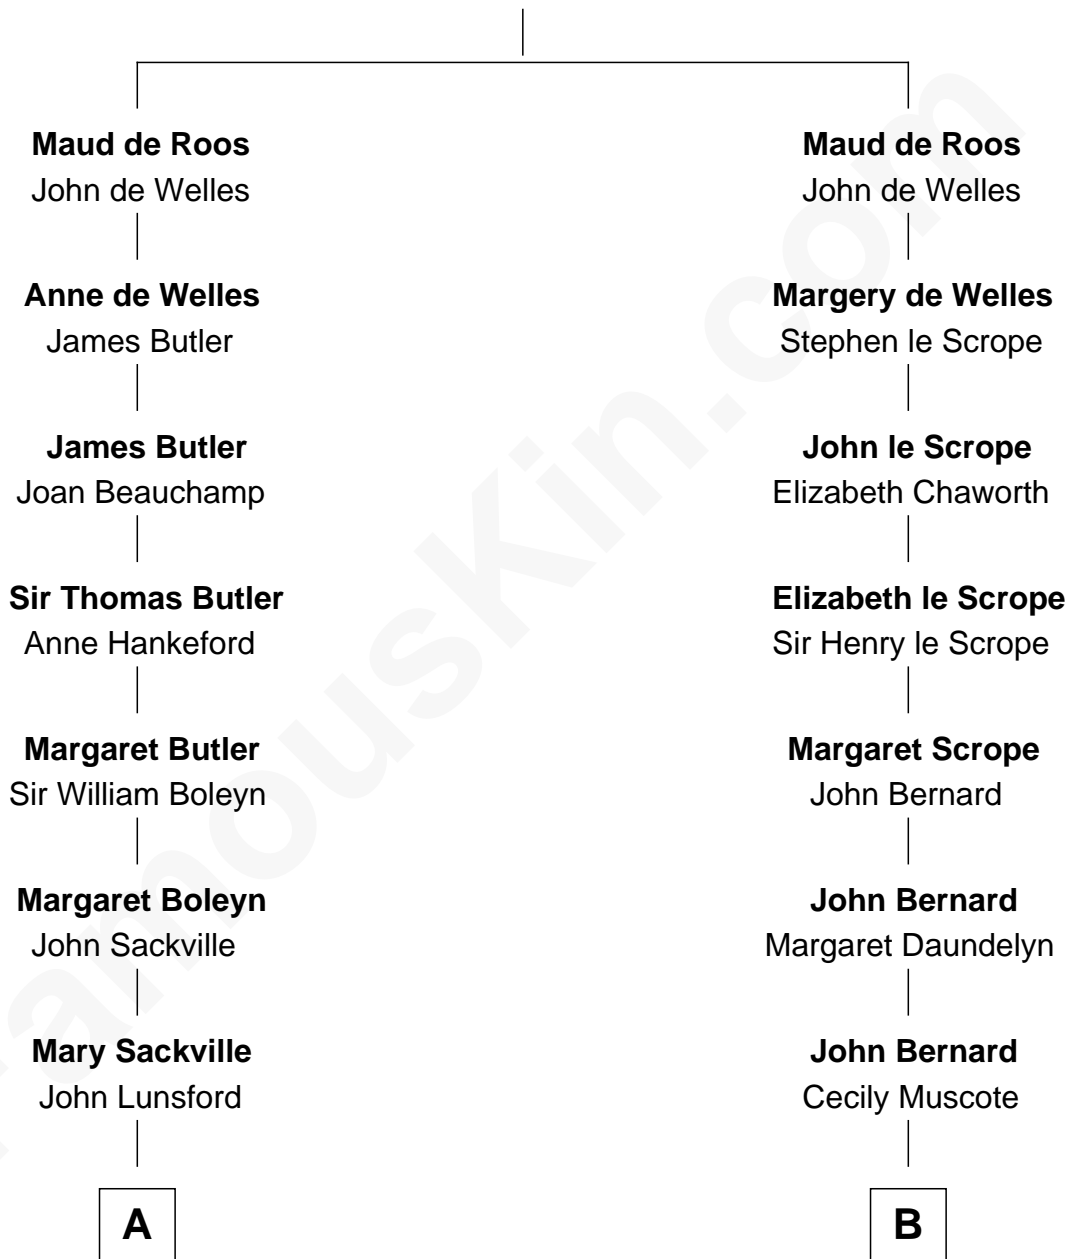 Maud de Roos
John de Welles
Anne de Welles
James Butler
James Butler
Joan Beauchamp
Sir Thomas Butler
Anne Hankeford
Margaret Butler
Sir William Boleyn
Margaret Boleyn
John Sackville
Mary Sackville
John Lunsford
A
Maud de Roos
John de Welles
Margery de Welles
Stephen le Scrope
John le Scrope
Elizabeth Chaworth
Elizabeth le Scrope
Sir Henry le Scrope
Margaret Scrope
John Bernard
John Bernard
Margaret Daundelyn
John Bernard
Cecily Muscote
B
FamousKin.com